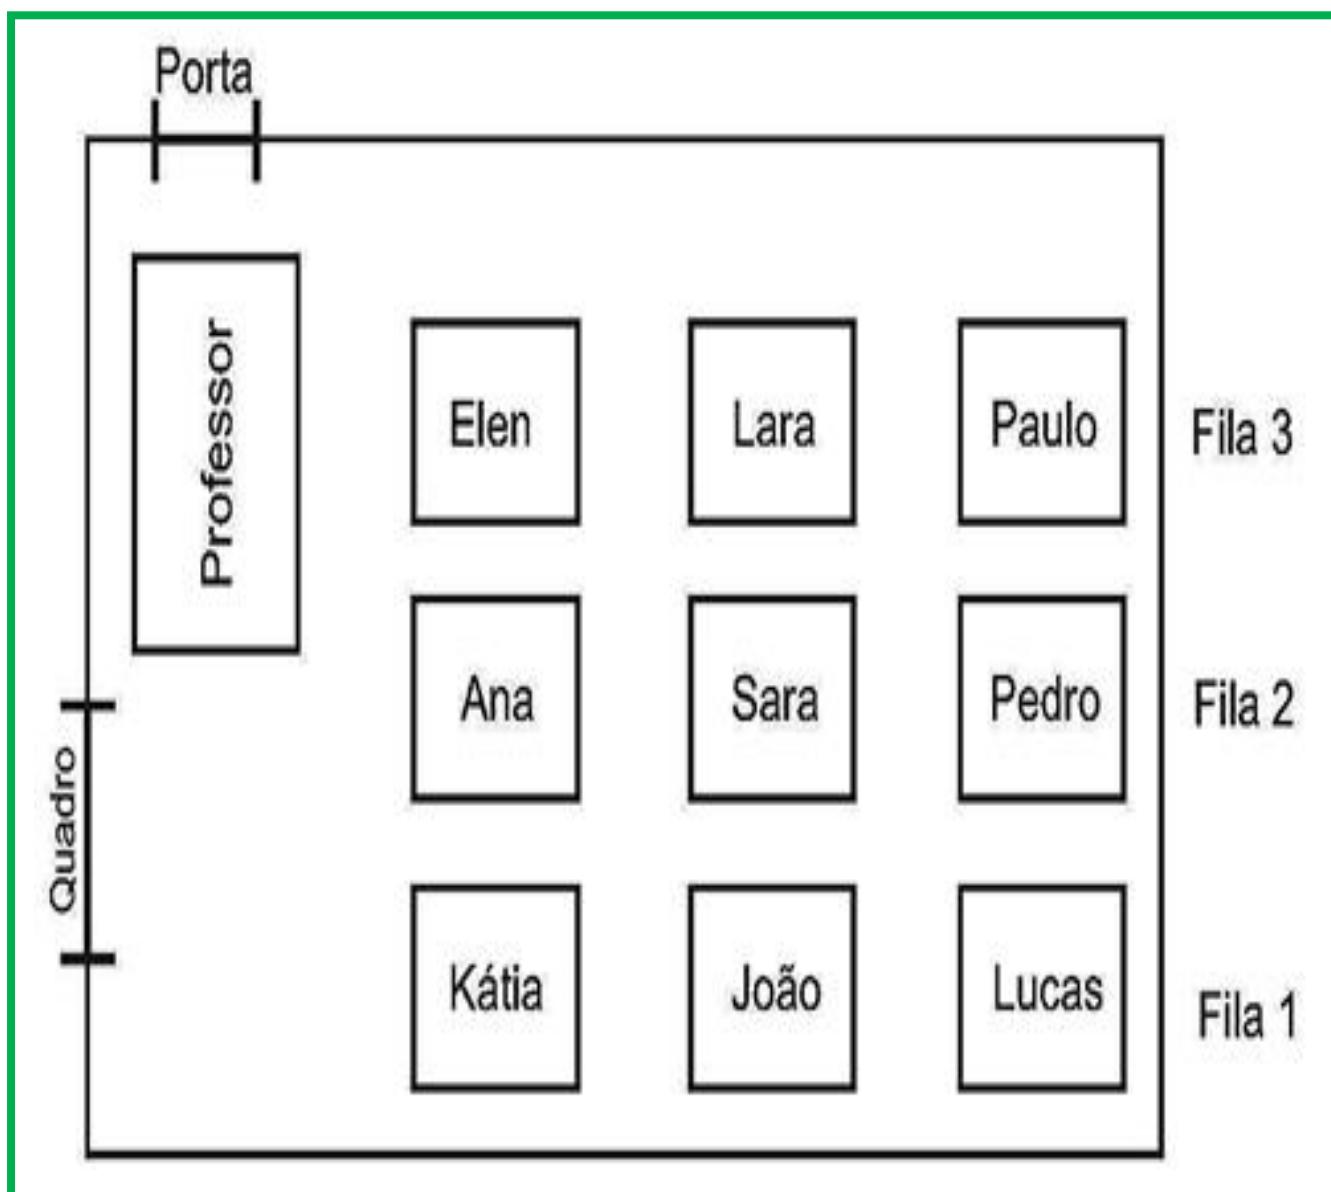 Porta
Professor
Elen
Lara
Paulo
Fila 3
Ana
Sara
Pedro
Fila 2
Quadro
Kátia
João
Lucas
Fila 1